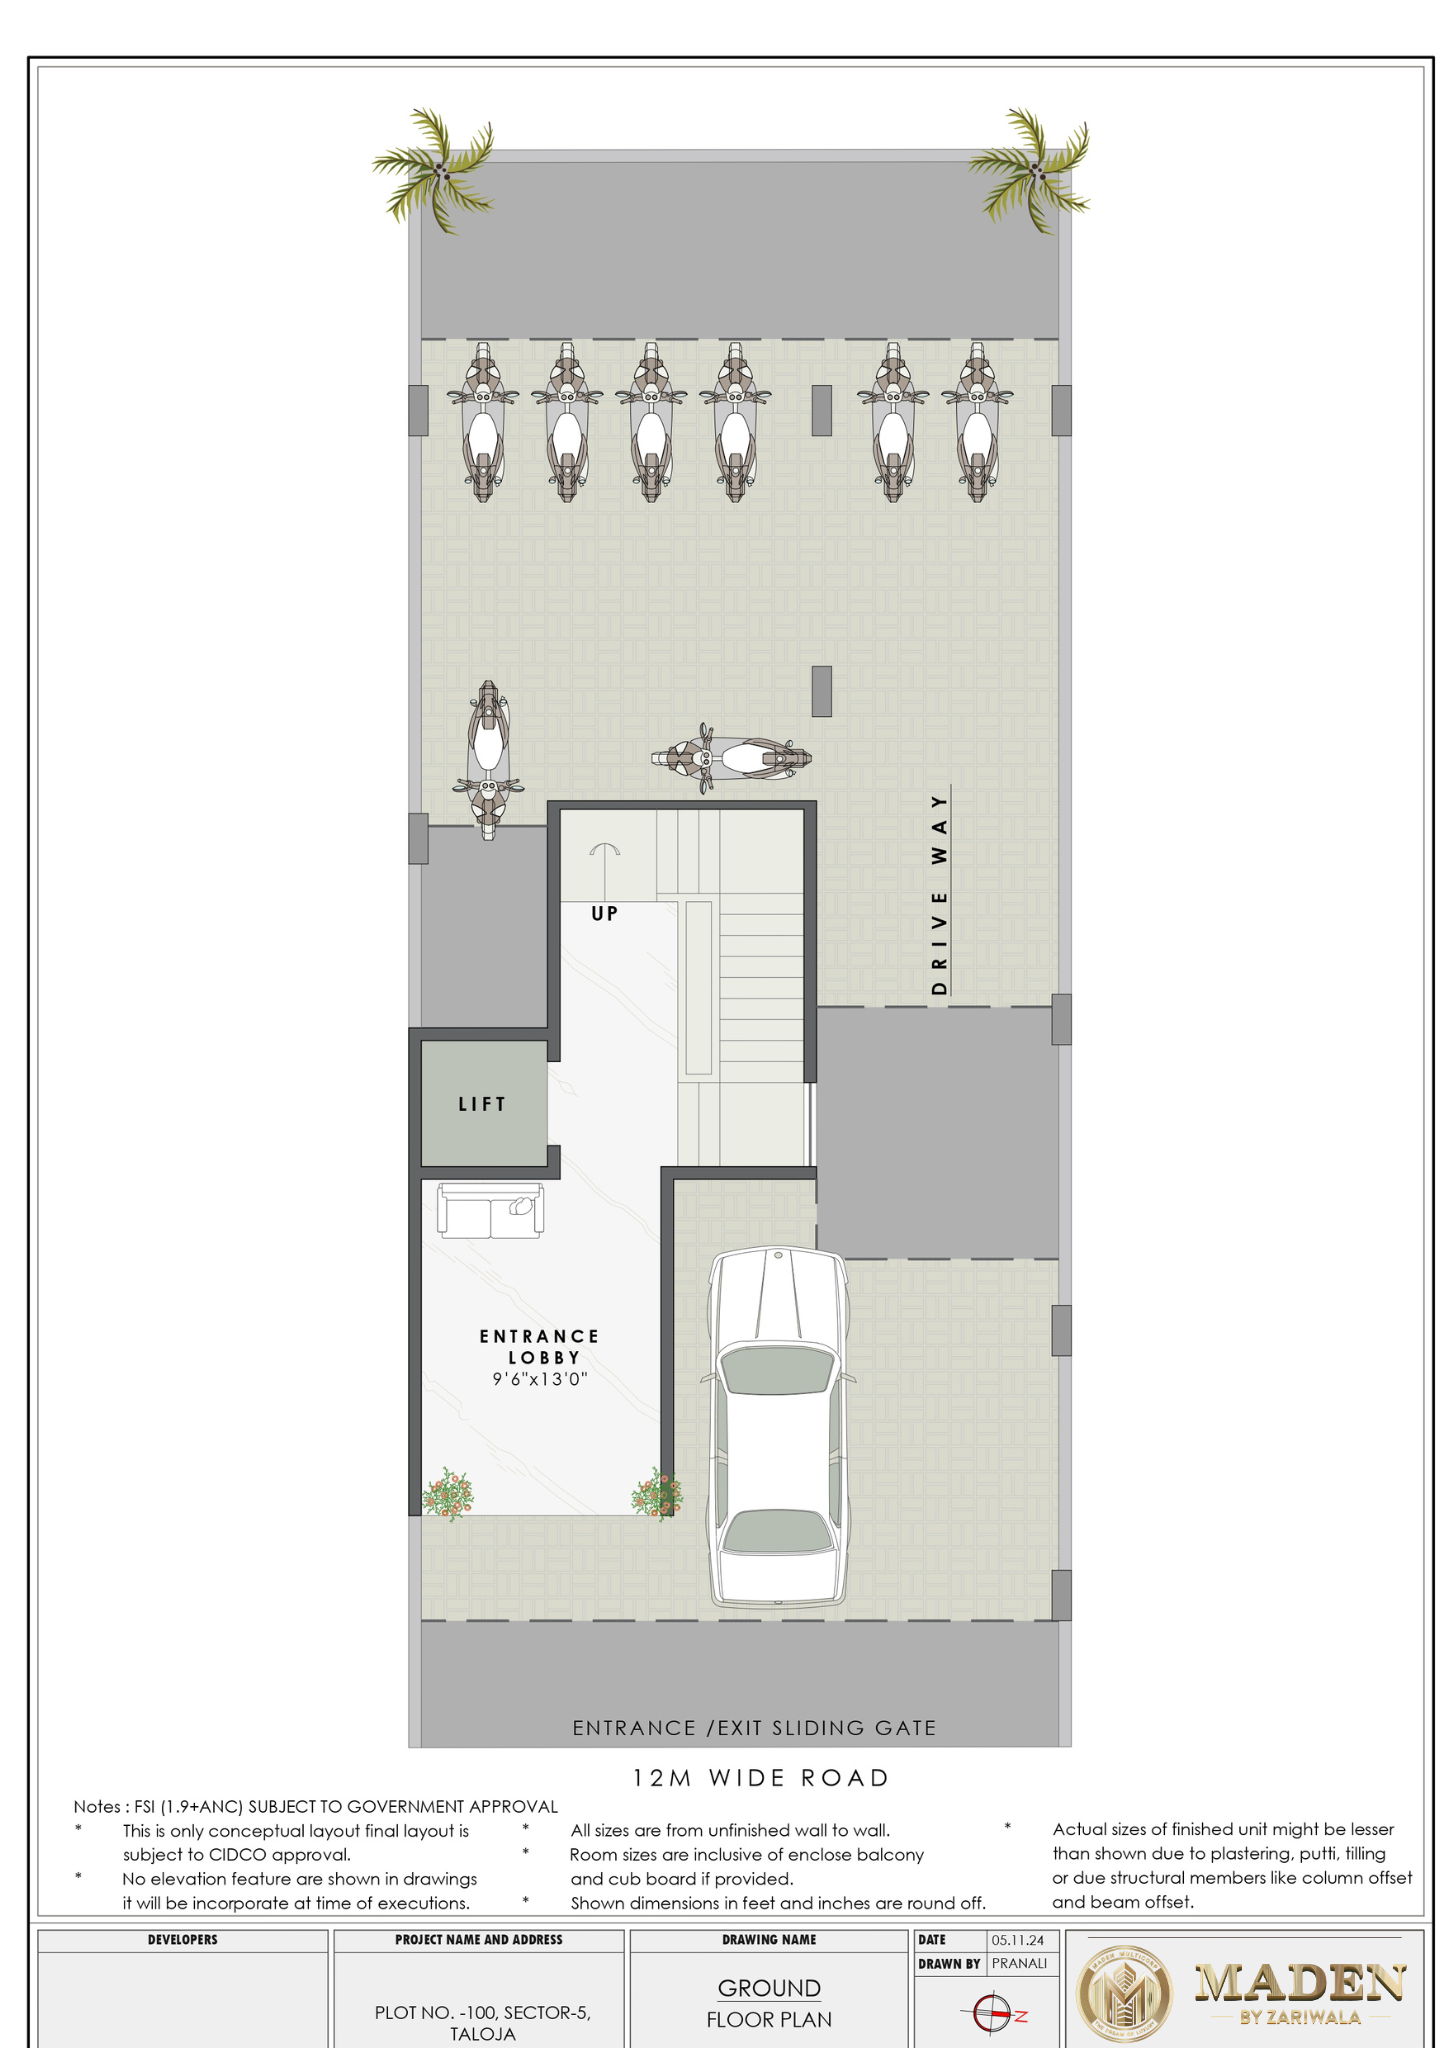 UP
DRIVE WAY
LIFT
ENTRANCE
LOBBY
9'6"x13'0"
ENTRANCE /EXIT SLIDING GATE
12M WIDE ROAD
Notes : FSI (1.9+ANC) SUBJECT TO GOVERNMENT APPROVAL
* This is only conceptual layout final layout is
subject to CIDCO approval.
* No elevation feature are shown in drawings
it will be incorporate at time of executions.
* All sizes are from unfinished wall to wall.
* Room sizes are inclusive of enclose balcony
and cub board if provided.
* Shown dimensions in feet and inches are round off.
* Actual sizes of finished unit might be lesser
than shown due to plastering, putti, tilling
or due structural members like column offset
and beam offset.
DEVELOPERS
PROJECT NAME AND ADDRESS
PLOT NO. -100, SECTOR-5,
TALOJA
DRAWING NAME
GROUND
FLOOR PLAN
DATE 05.11.24
DRAWN BY PRANALI
N
MADEN MULTICORP
THE DREAM OF LUXURY
MADEN
BY ZARIWALA